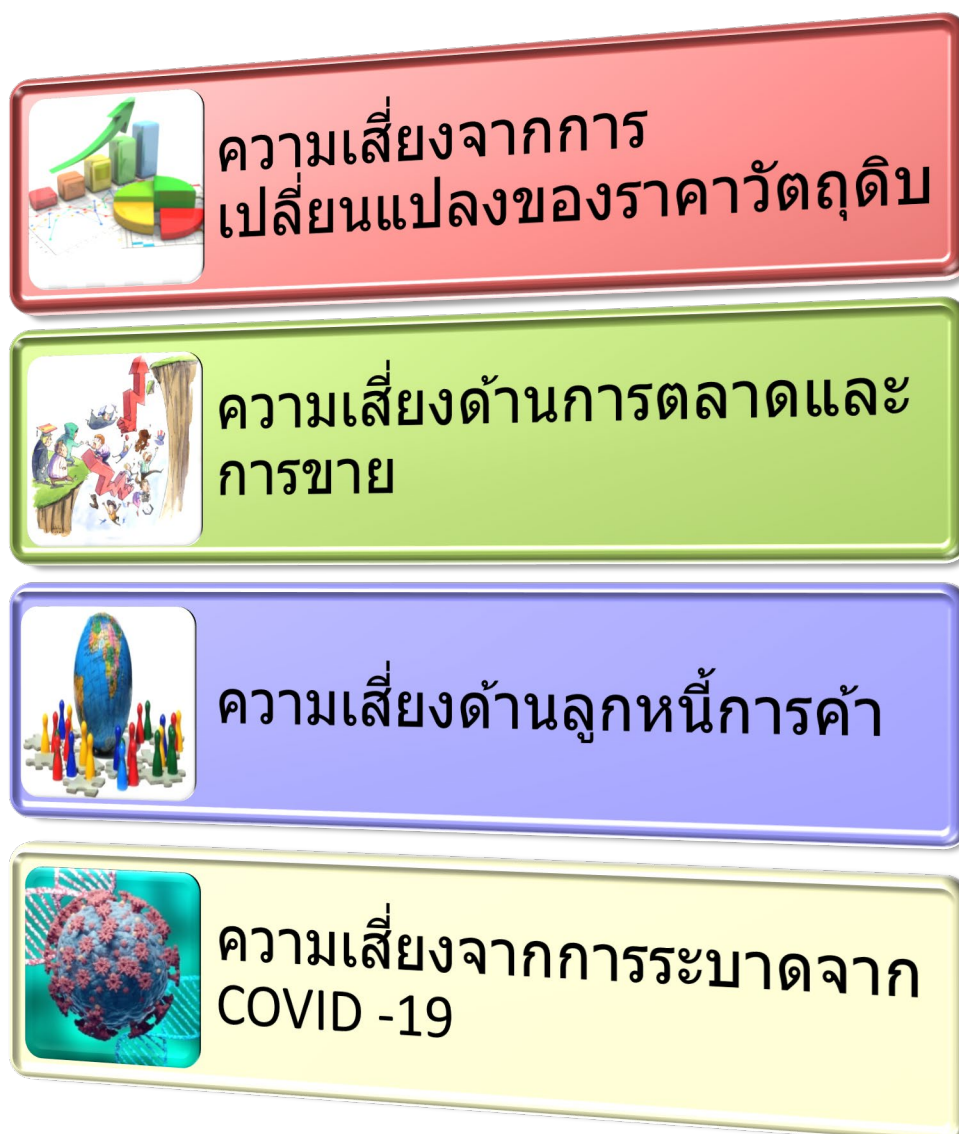 ความเสี่ยงจากการ
เปลี่ยนแปลงของราคาวัตถุดิบ
ความเสี่ยงด้านการตลาดและ
การขาย
ความเสี่ยงด้านลูกหนี้การค้า
ความเสี่ยงจากการระบาดจาก
COVID -19